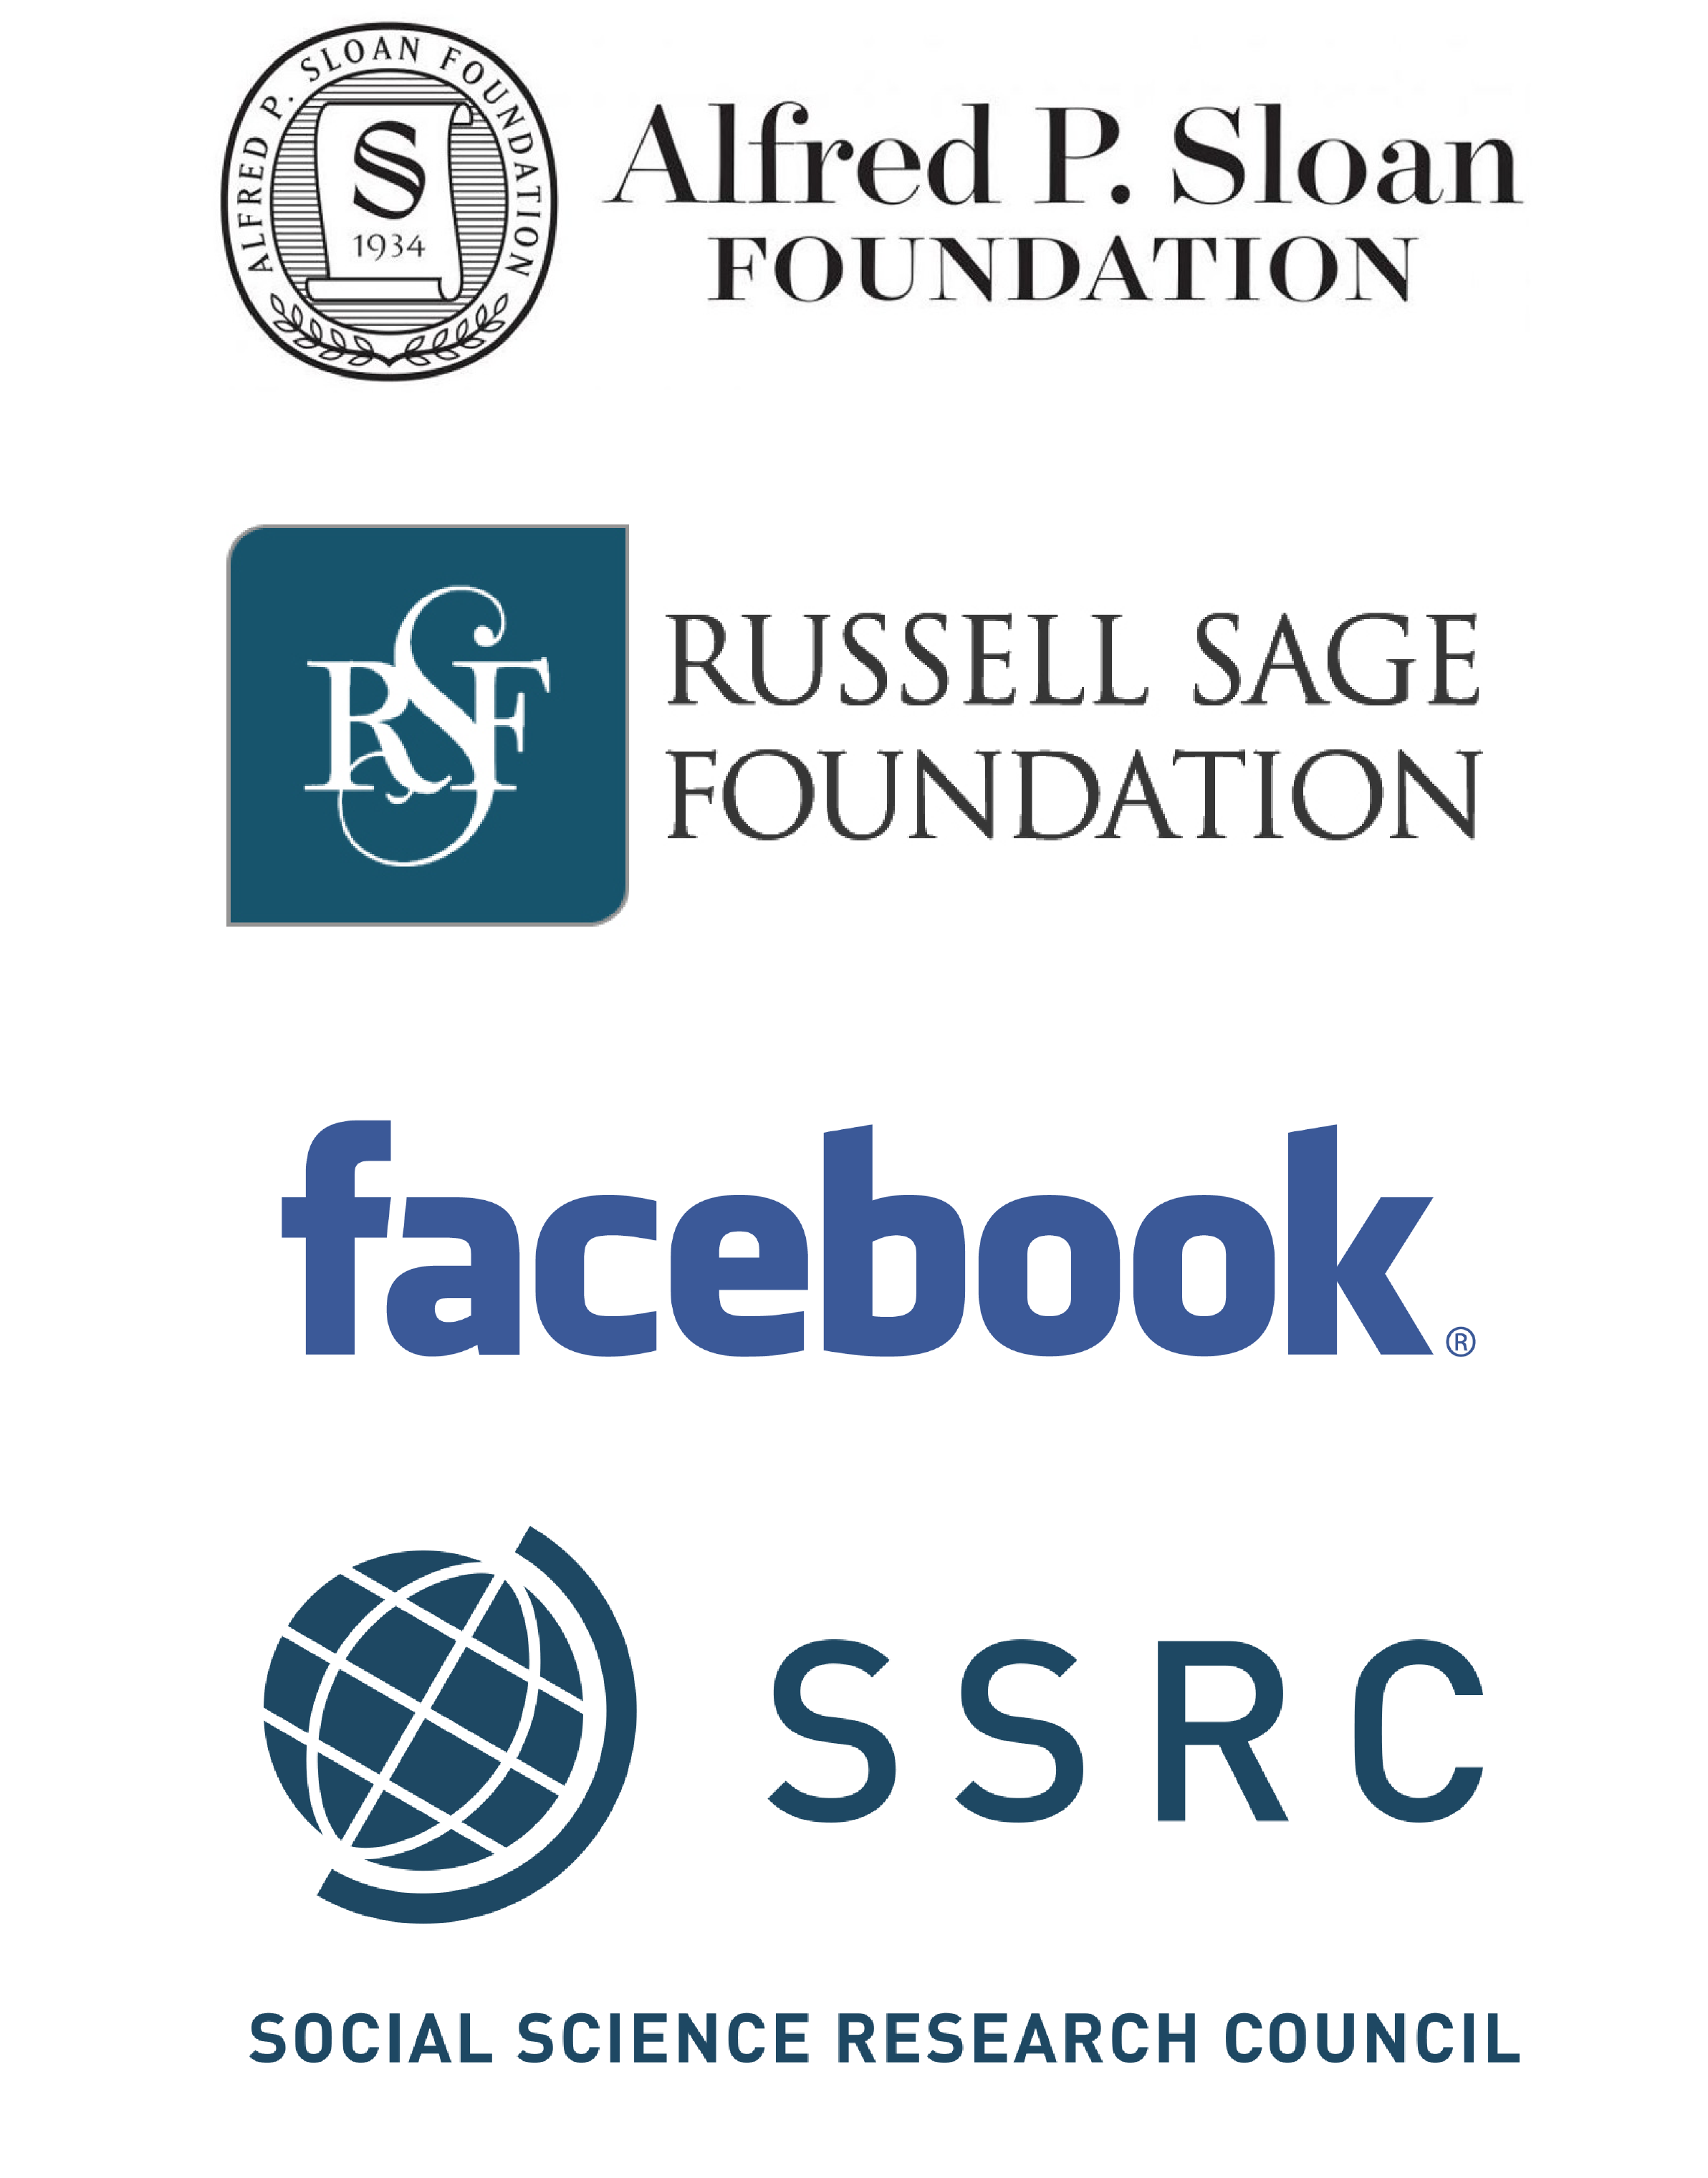 ALFRED P. SLOAN FOUNDATION
S
1934
Alfred P. Sloan
FOUNDATION
RSF
RUSSELL SAGE
FOUNDATION
facebook®
SSRC
SOCIAL SCIENCE RESEARCH COUNCIL